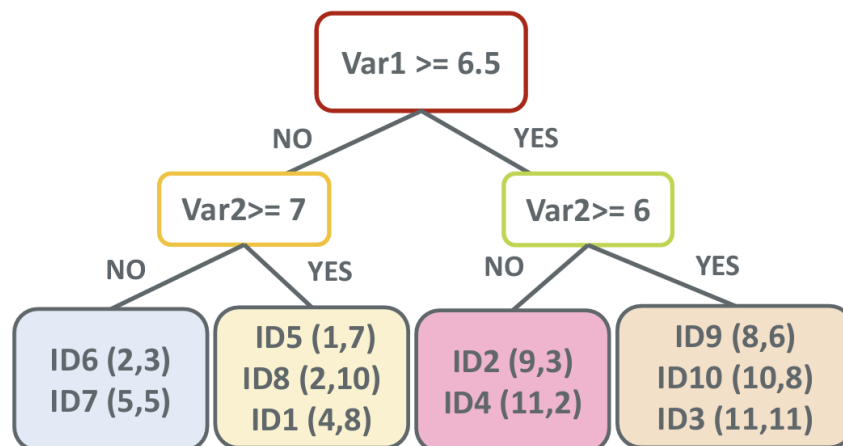 Var1 >= 6.5
NO
YES
Var2>= 7
Var2>= 6
NO
YES
NO
YES
ID6 (2,3)
ID7 (5,5)
ID5 (1,7)
ID8 (2,10)
ID1 (4,8)
ID2 (9,3)
ID4 (11,2)
ID9 (8,6)
ID10 (10,8)
ID3 (11,11)